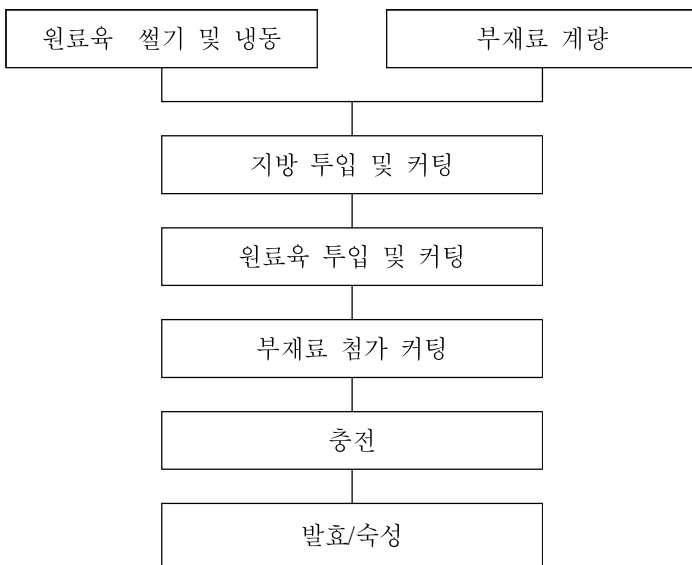 원료육 썰기 및 냉동
부재료 계량
지방 투입 및 커팅
원료육 투입 및 커팅
부재료 첨가 커팅
충전
발효/숙성